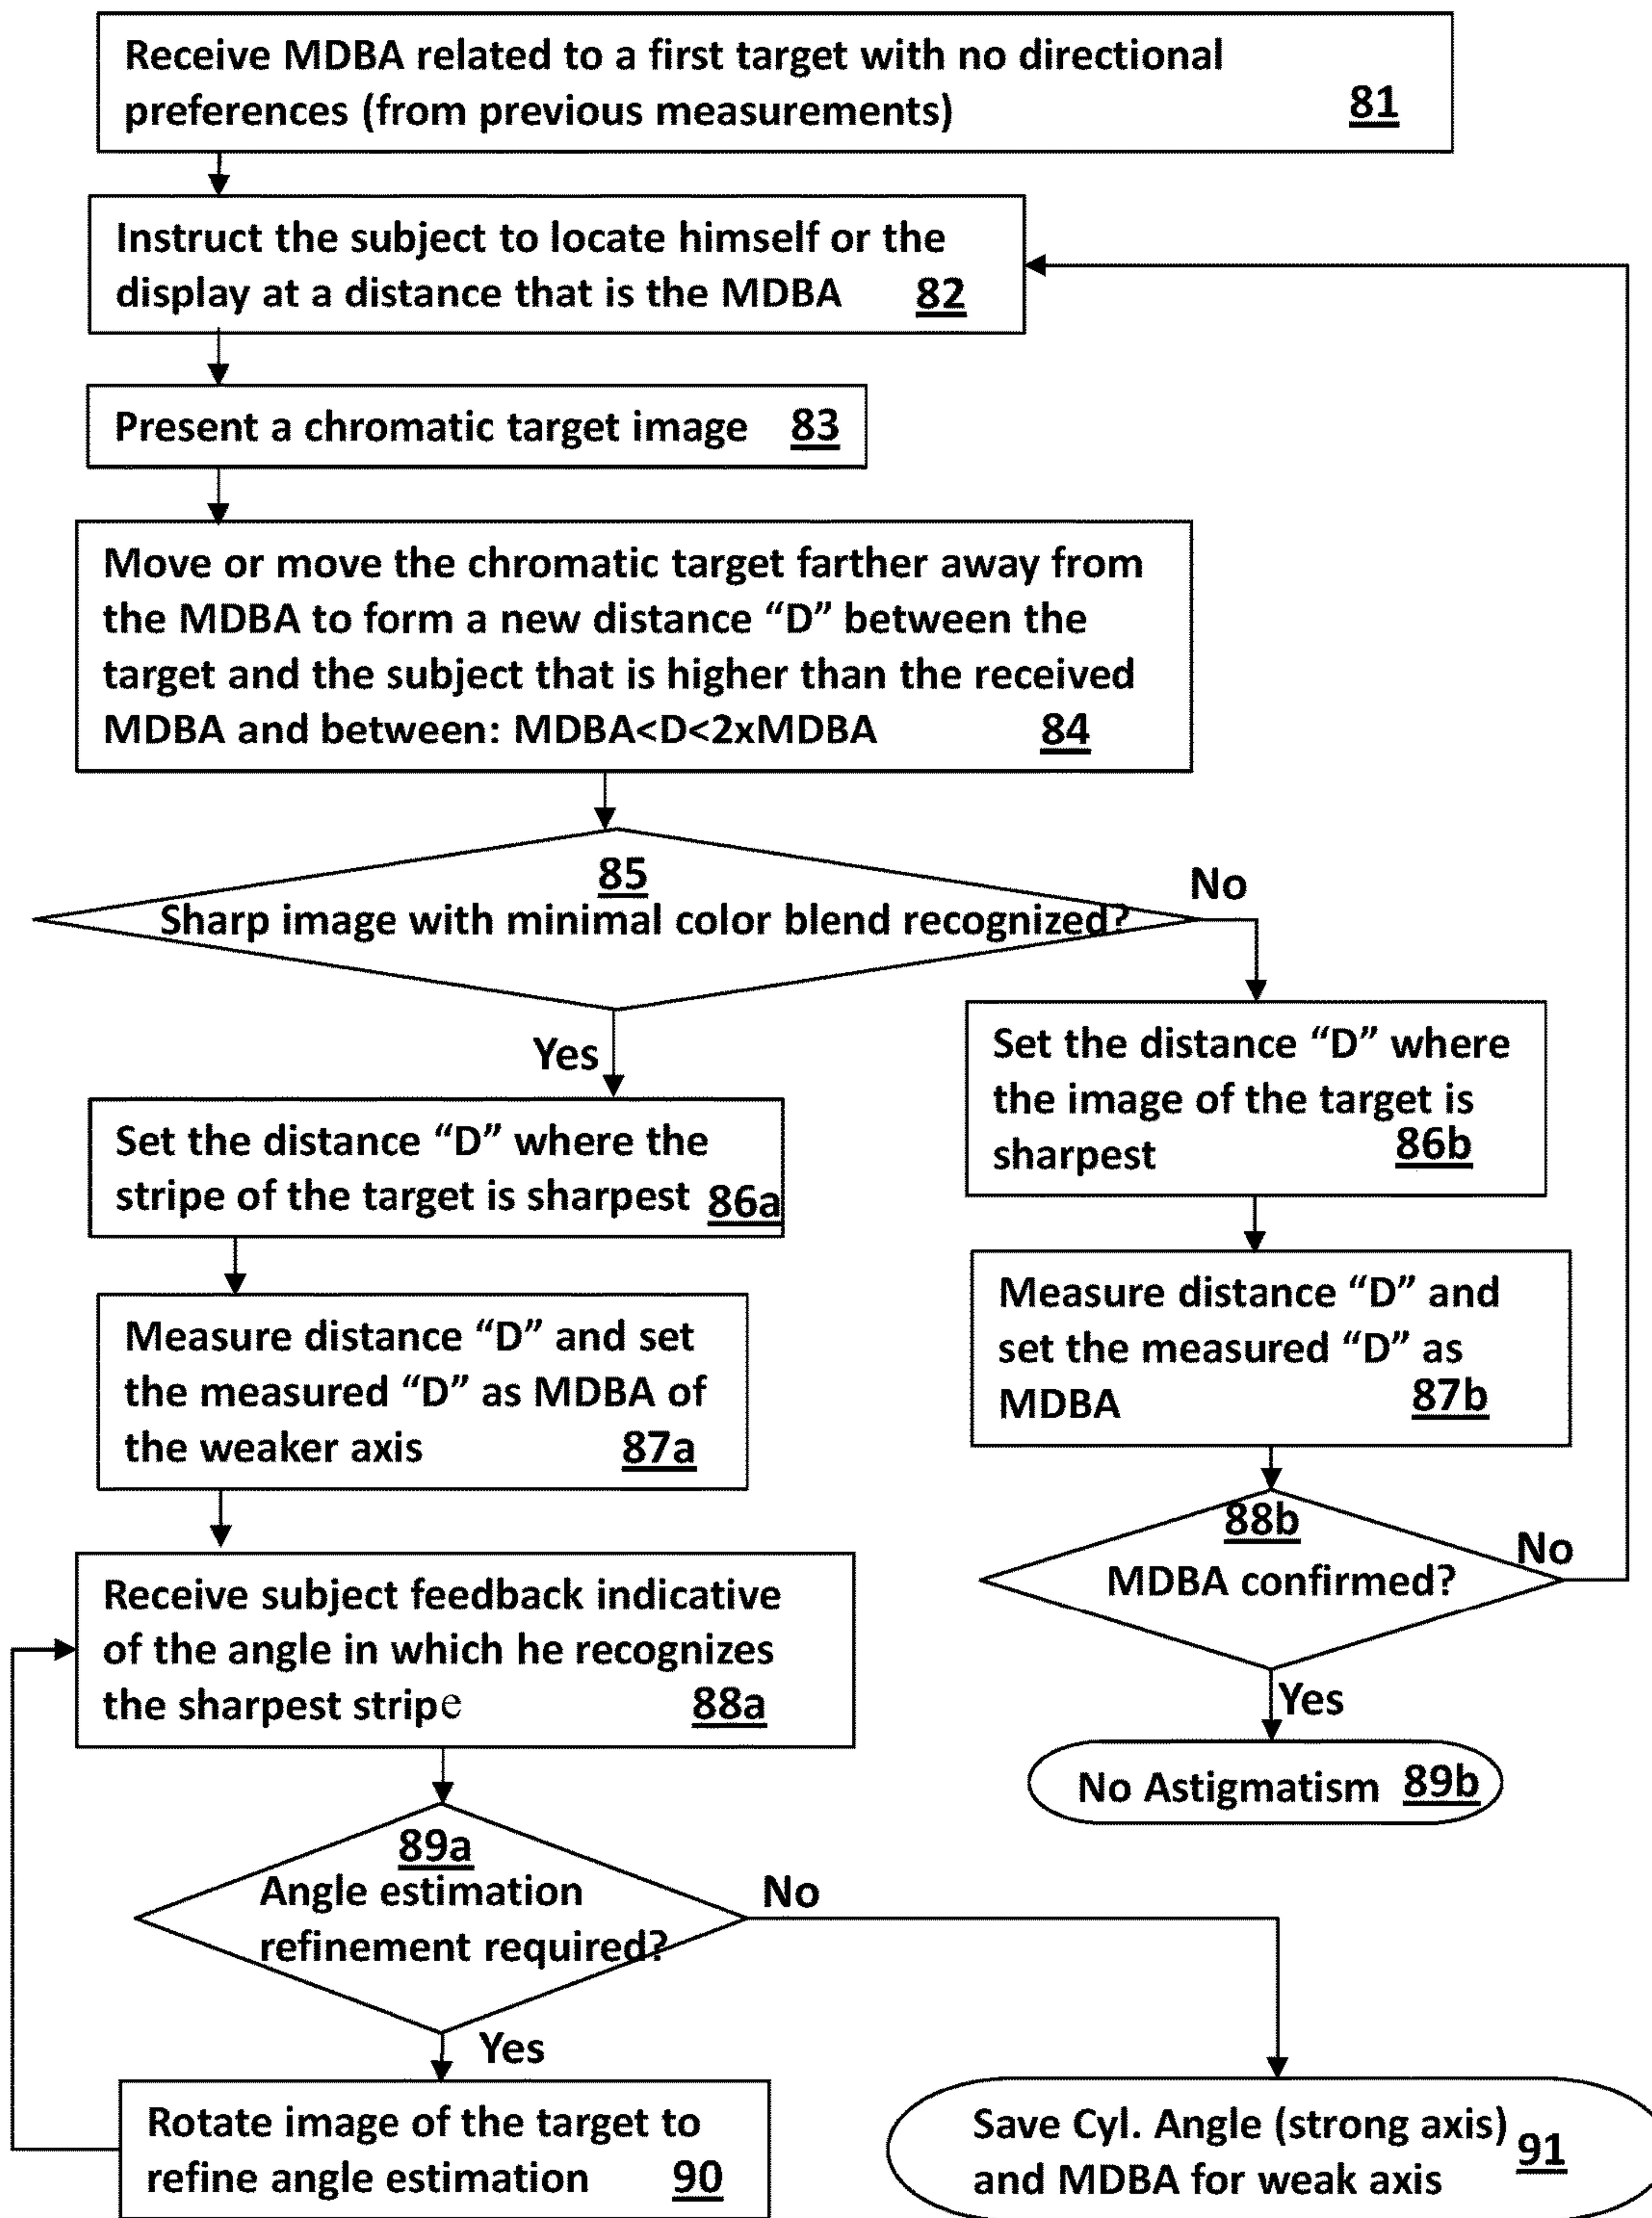 Receive MDBA related to a first target with no directional
preferences (from previous measurements) 81
Instruct the subject to locate himself or the
display at a distance that is the MDBA 82
Present a chromatic target image 83
Move or move the chromatic target farther away from
the MDBA to form a new distance “D” between the
target and the subject that is higher than the received
MDBA and between: MDBA<D<2xMDBA 84
85
Sharp image with minimal color blend recognized?
No
Yes
Set the distance “D” where the
stripe of the target is sharpest 86a
Measure distance “D” and set
the measured “D” as MDBA of
the weaker axis 87a
Receive subject feedback indicative
of the angle in which he recognizes
the sharpest stripe 88a
89a
Angle estimation
refinement required?
No
Yes
Rotate image of the target to
refine angle estimation 90
Set the distance “D” where
the image of the target is
sharpest 86b
Measure distance “D” and
set the measured “D” as
MDBA 87b
88b
MDBA confirmed?
No
Yes
No Astigmatism 89b
Save Cyl. Angle (strong axis)
and MDBA for weak axis 91